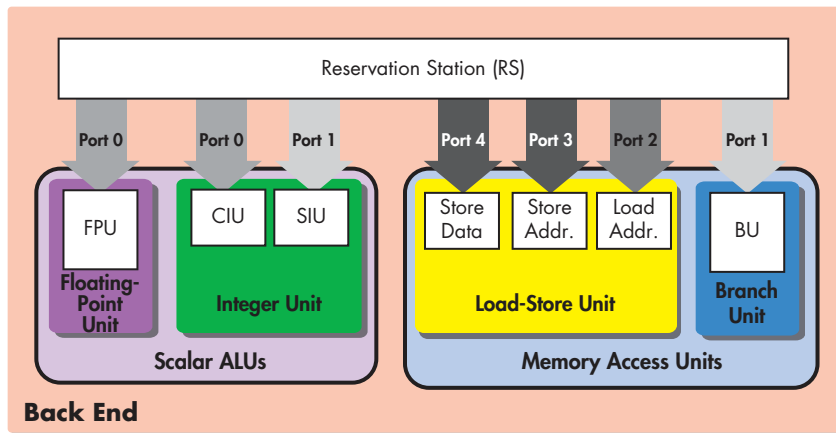 Reservation Station (RS)
Port 0
Port 0
Port 1
Port 4
Port 3
Port 2
Port 1
FPU
CIU
SIU
Store
Data
Store
Addr.
Load
Addr.
BU
Floating-
Point
Unit
Integer Unit
Load-Store Unit
Branch
Unit
Scalar ALUs
Memory Access Units
Back End